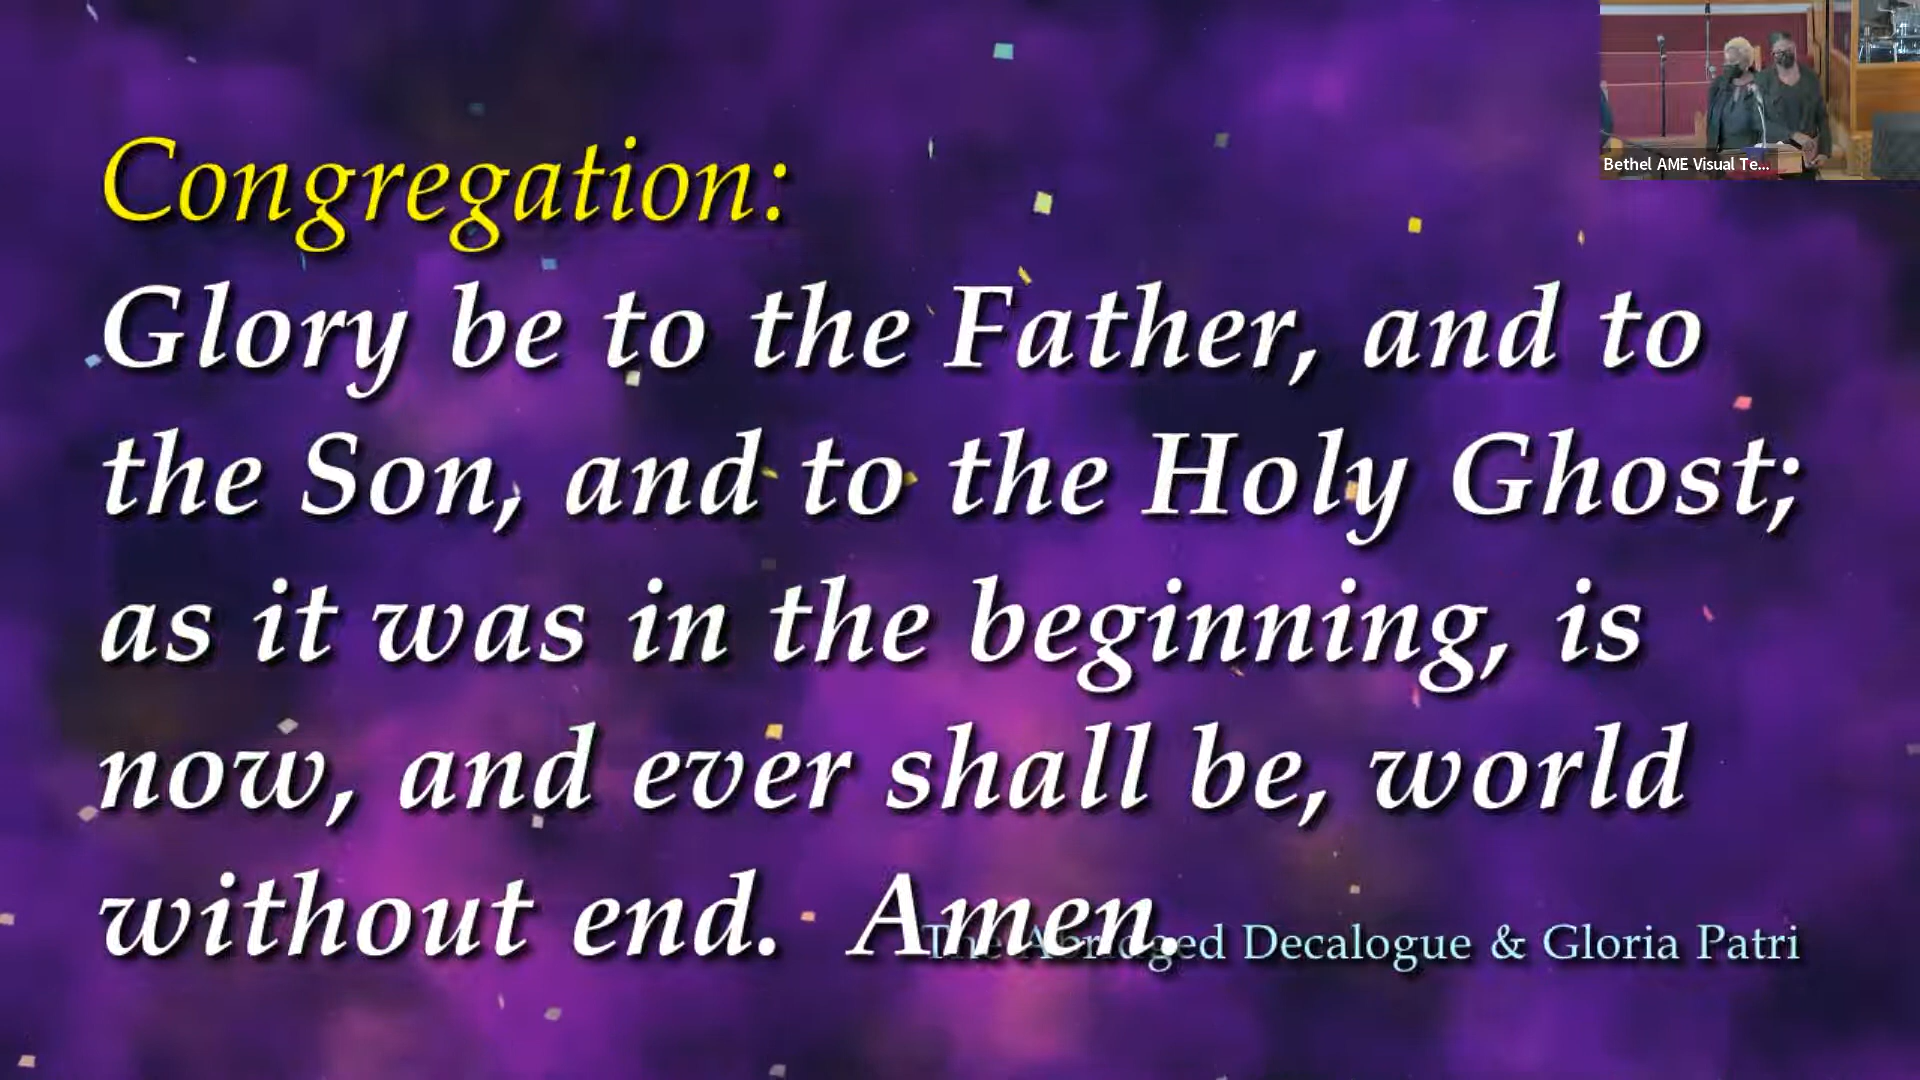 Bethel AME Visual Te...
Congregation:
Glory be to the Father, and to
the Son, and to the Holy Ghost;
as it was in the beginning, is
now, and ever shall be, world
without end. Amen.
The Abridged Decalogue & Gloria Patri